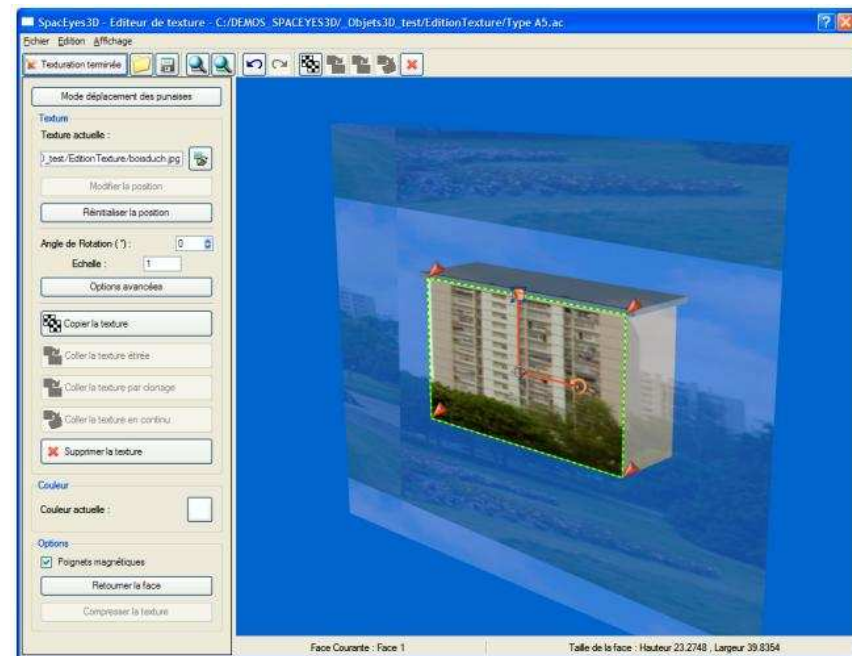 SpacEyes3D - Editeur de texture - C:/DEMOS_SPACEYES3D/_Objets3D_test/EditionTexture/Type A5.ac
Fichier Edition Affichage
Texturation terminée
Mode déplacement des punaises
Texture
Texture actuelle :
)_test/EditionTexture/boisduch.jpg
Modifier la position
Réinitialiser la position
Angle de Rotation (°) : 0
Echelle : 1
Options avancées
Copier la texture
Coller la texture étirée
Coller la texture par clonage
Coller la texture en continu
Supprimer la texture
Couleur
Couleur actuelle :
Options
Poignets magnétiques
Retourner la face
Compresser la texture
Face Courante : Face 1 Taille de la face : Hauteur 23.2748 , Largeur 39.8354